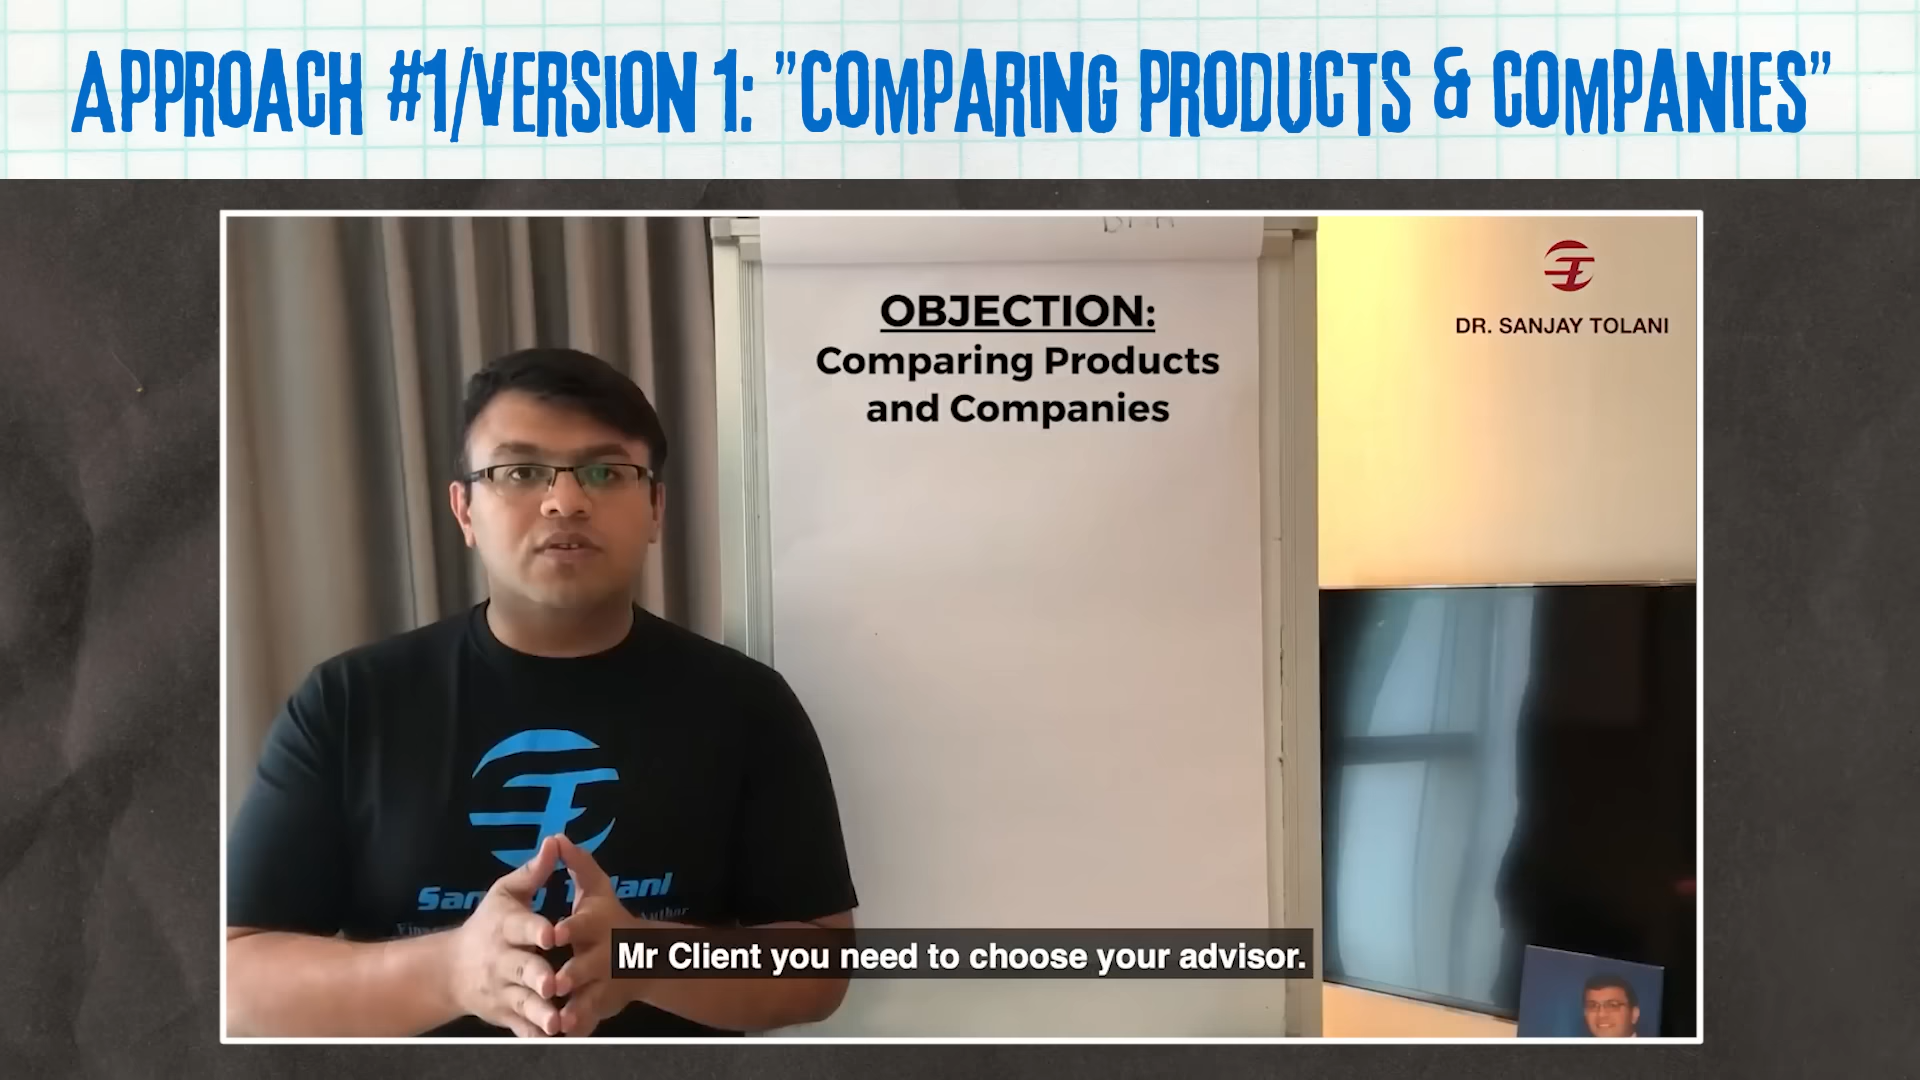 APPROACH #1/VERSION 1: "COMPARING PRODUCTS & COMPANIES"
OBJECTION:
Comparing Products
and Companies
DR. SANJAY TOLANI
Mr Client you need to choose your advisor.